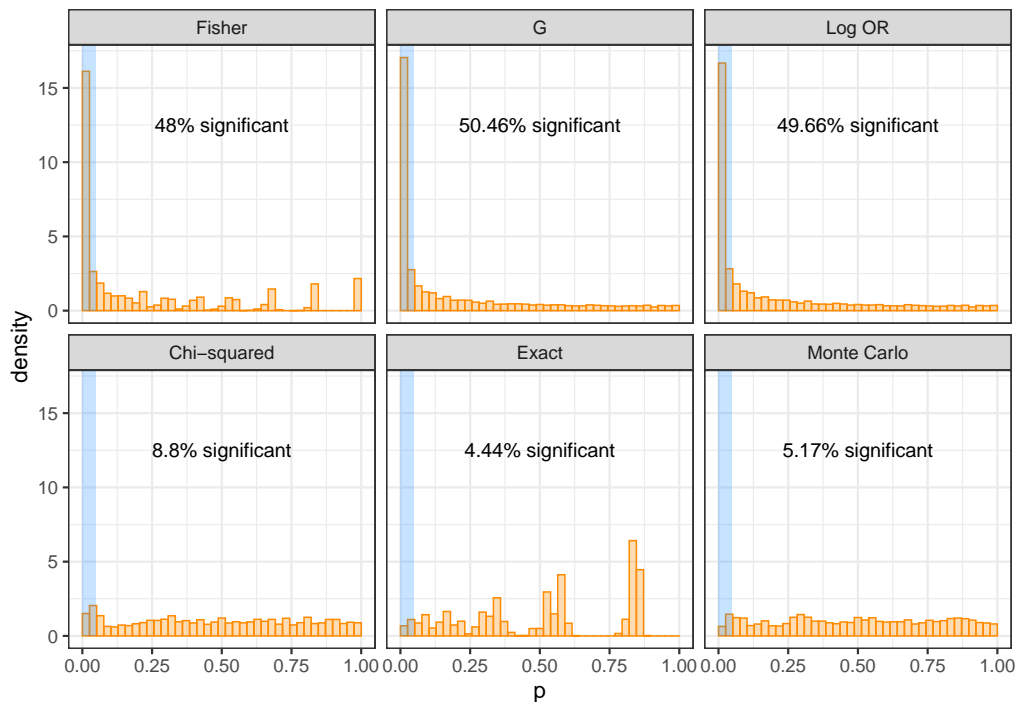 Fisher
G
Log OR
48% significant
50.46% significant
49.66% significant
15
10
5
0
Chi−squared
Exact
Monte Carlo
8.8% significant
4.44% significant
5.17% significant
15
10
5
0
0.00 0.25 0.50 0.75 1.00
0.00 0.25 0.50 0.75 1.00
0.00 0.25 0.50 0.75 1.00
density
p